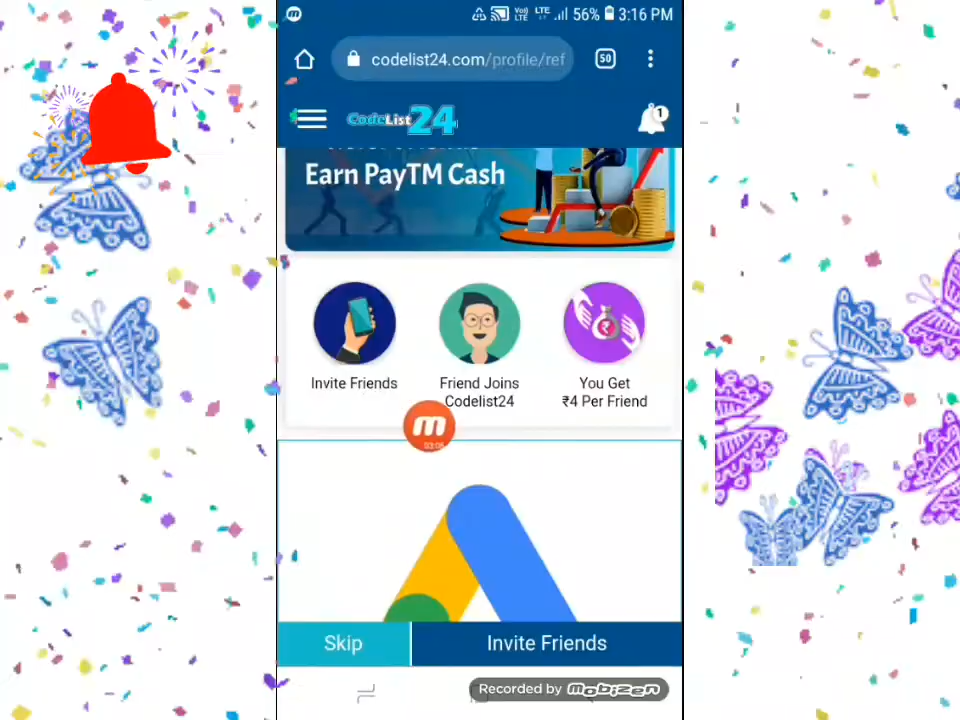 56% 3:16 PM
codelist24.com/profile/ref
50
CodeList24
1
Earn PayTM Cash
Invite Friends
Friend Joins
Codelist24
You Get
₹4 Per Friend
Skip
Invite Friends
Recorded by mobizen